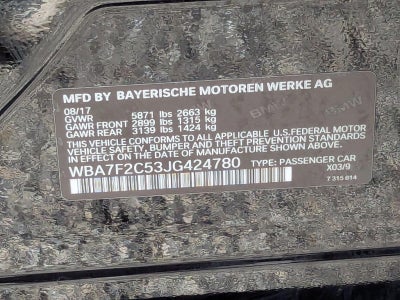 MFD BY BAYERISCHE MOTOREN WERKE AG
08/17
GVWR 5871 lbs 2663 kg
GAWR FRONT 2899 lbs 1315 kg
GAWR REAR 3139 lbs 1424 kg
THIS VEHICLE CONFORMS TO ALL APPLICABLE U.S.FEDERAL MOTOR
VEHICLE SAFETY, BUMPER AND THEFT PREVENTION STANDARDS
IN EFFECT ON THE DATE OF MANUFACTURE SHOWN ABOVE.
WBA7F2C53JG424780 TYPE: PASSENGER CAR
X03/9
7 315 614